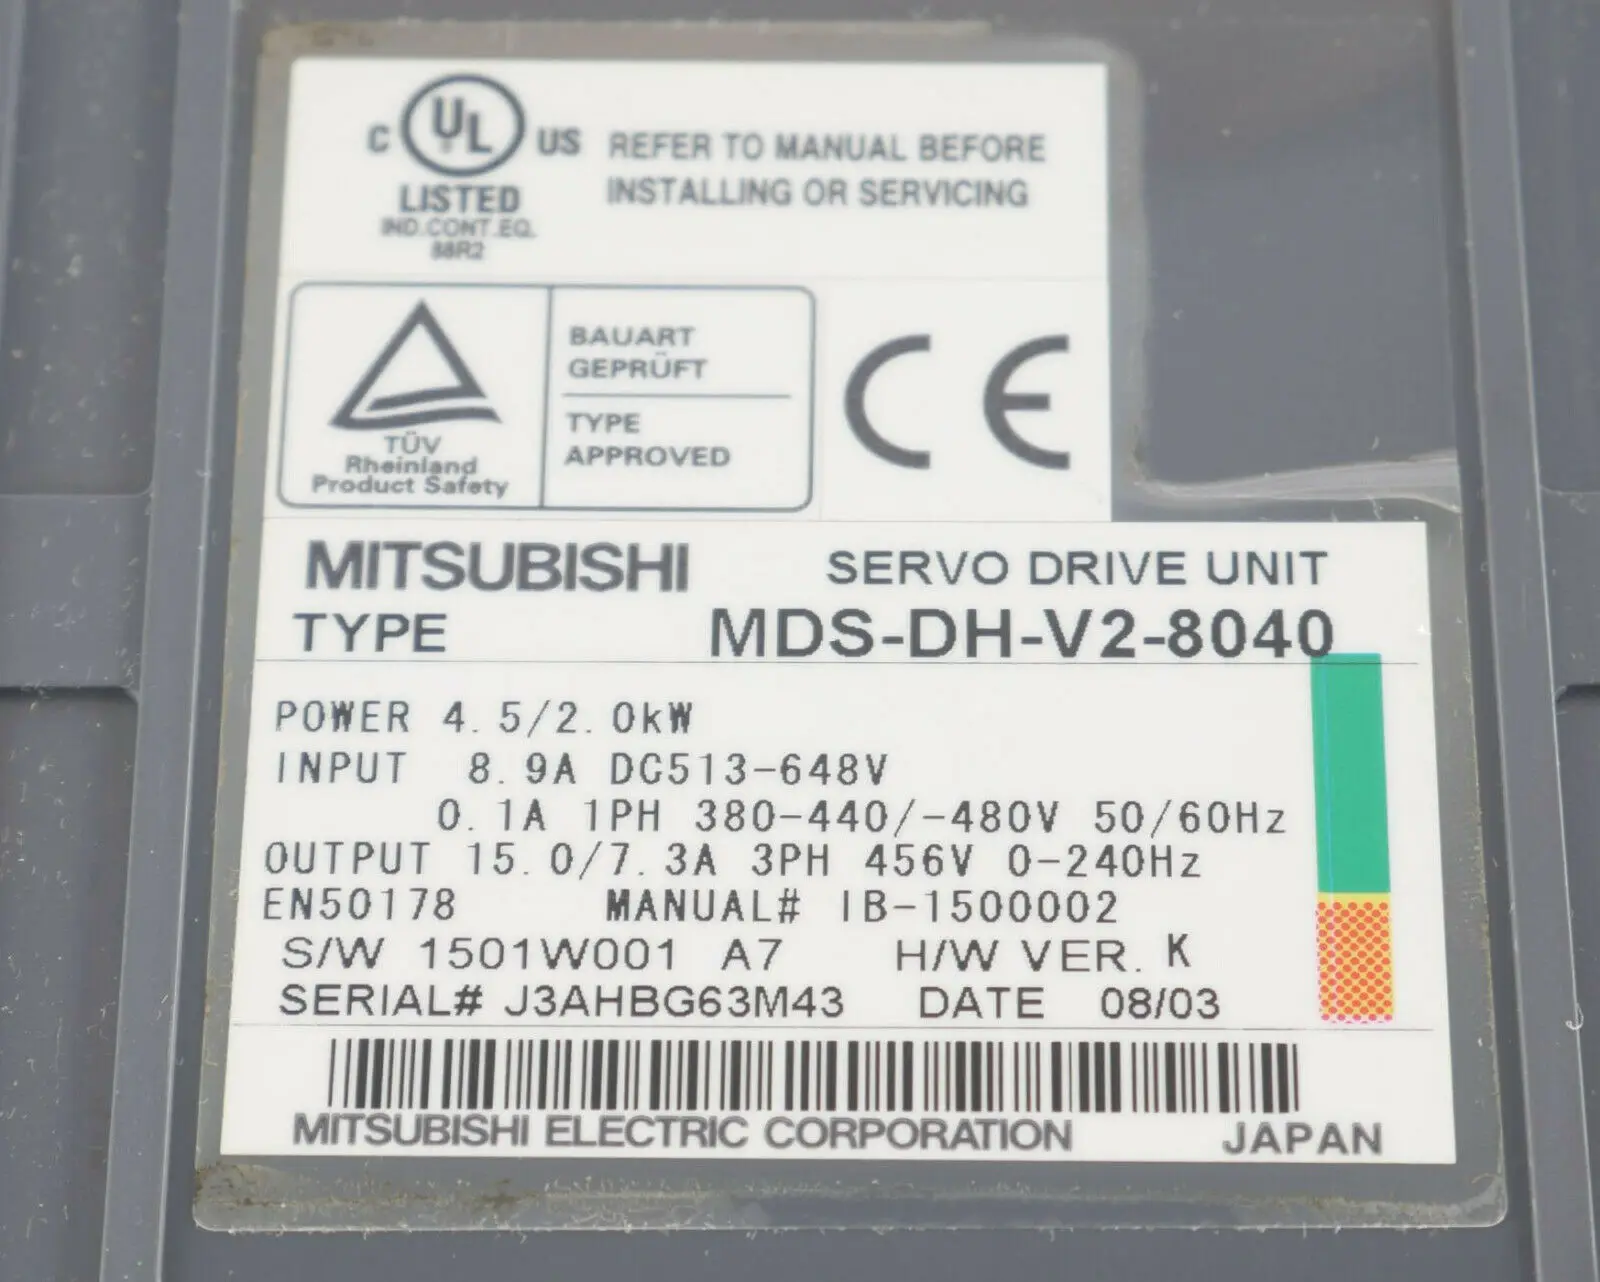 C UL US
LISTED
IND.CONT.EQ.
88R2
REFER TO MANUAL BEFORE
INSTALLING OR SERVICING
TÜV
Rheinland
Product Safety
BAUART
GEPRÜFT
TYPE
APPROVED
CE
MITSUBISHI SERVO DRIVE UNIT
TYPE MDS-DH-V2-8040
POWER 4.5/2.0kW
INPUT 8.9A DC513-648V
0.1A 1PH 380-440/-480V 50/60Hz
OUTPUT 15.0/7.3A 3PH 456V 0-240Hz
EN50178 MANUAL# IB-1500002
S/W 1501W001 A7 H/W VER. K
SERIAL# J3AHBG63M43 DATE 08/03
MITSUBISHI ELECTRIC CORPORATION JAPAN